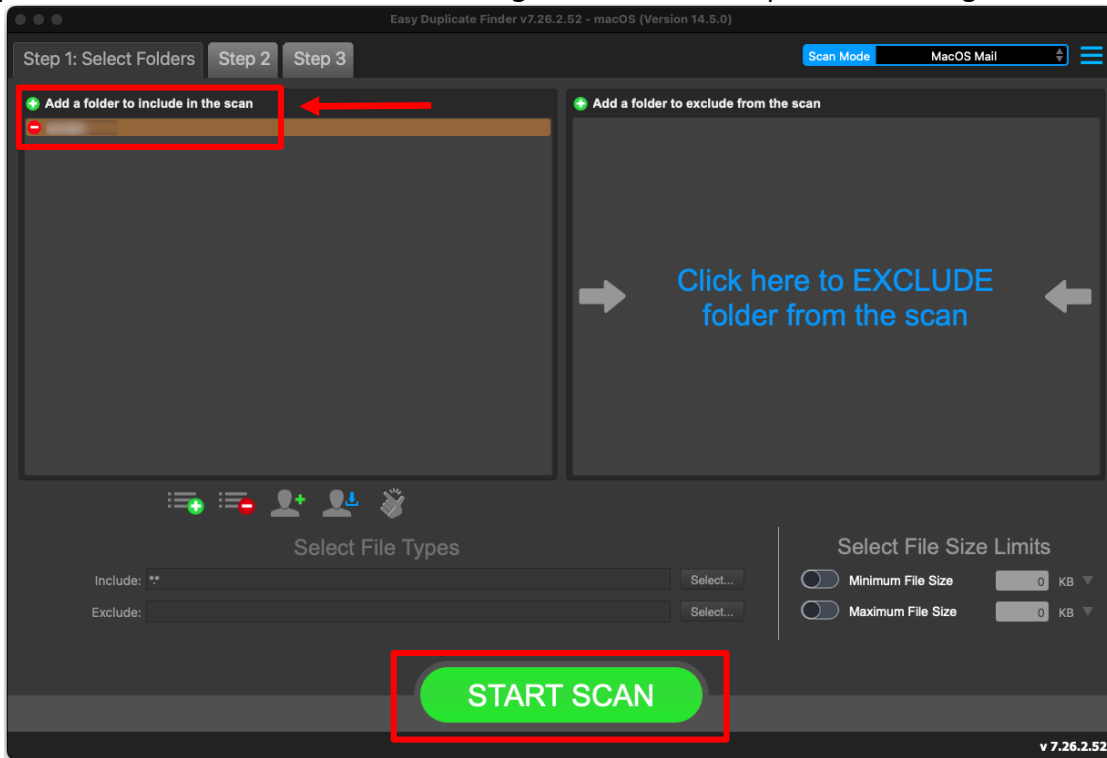 Easy Duplicate Finder v7.26.2.52 - macOS (Version 14.5.0)
Step 1: Select Folders Step 2 Step 3
Scan Mode MacOS Mail
Add a folder to include in the scan
Add a folder to exclude from the scan
Click here to EXCLUDE
folder from the scan
Select File Types
Include: *.*
Select...
Exclude:
Select...
Select File Size Limits
Minimum File Size 0 KB
Maximum File Size 0 KB
START SCAN
v 7.26.2.52